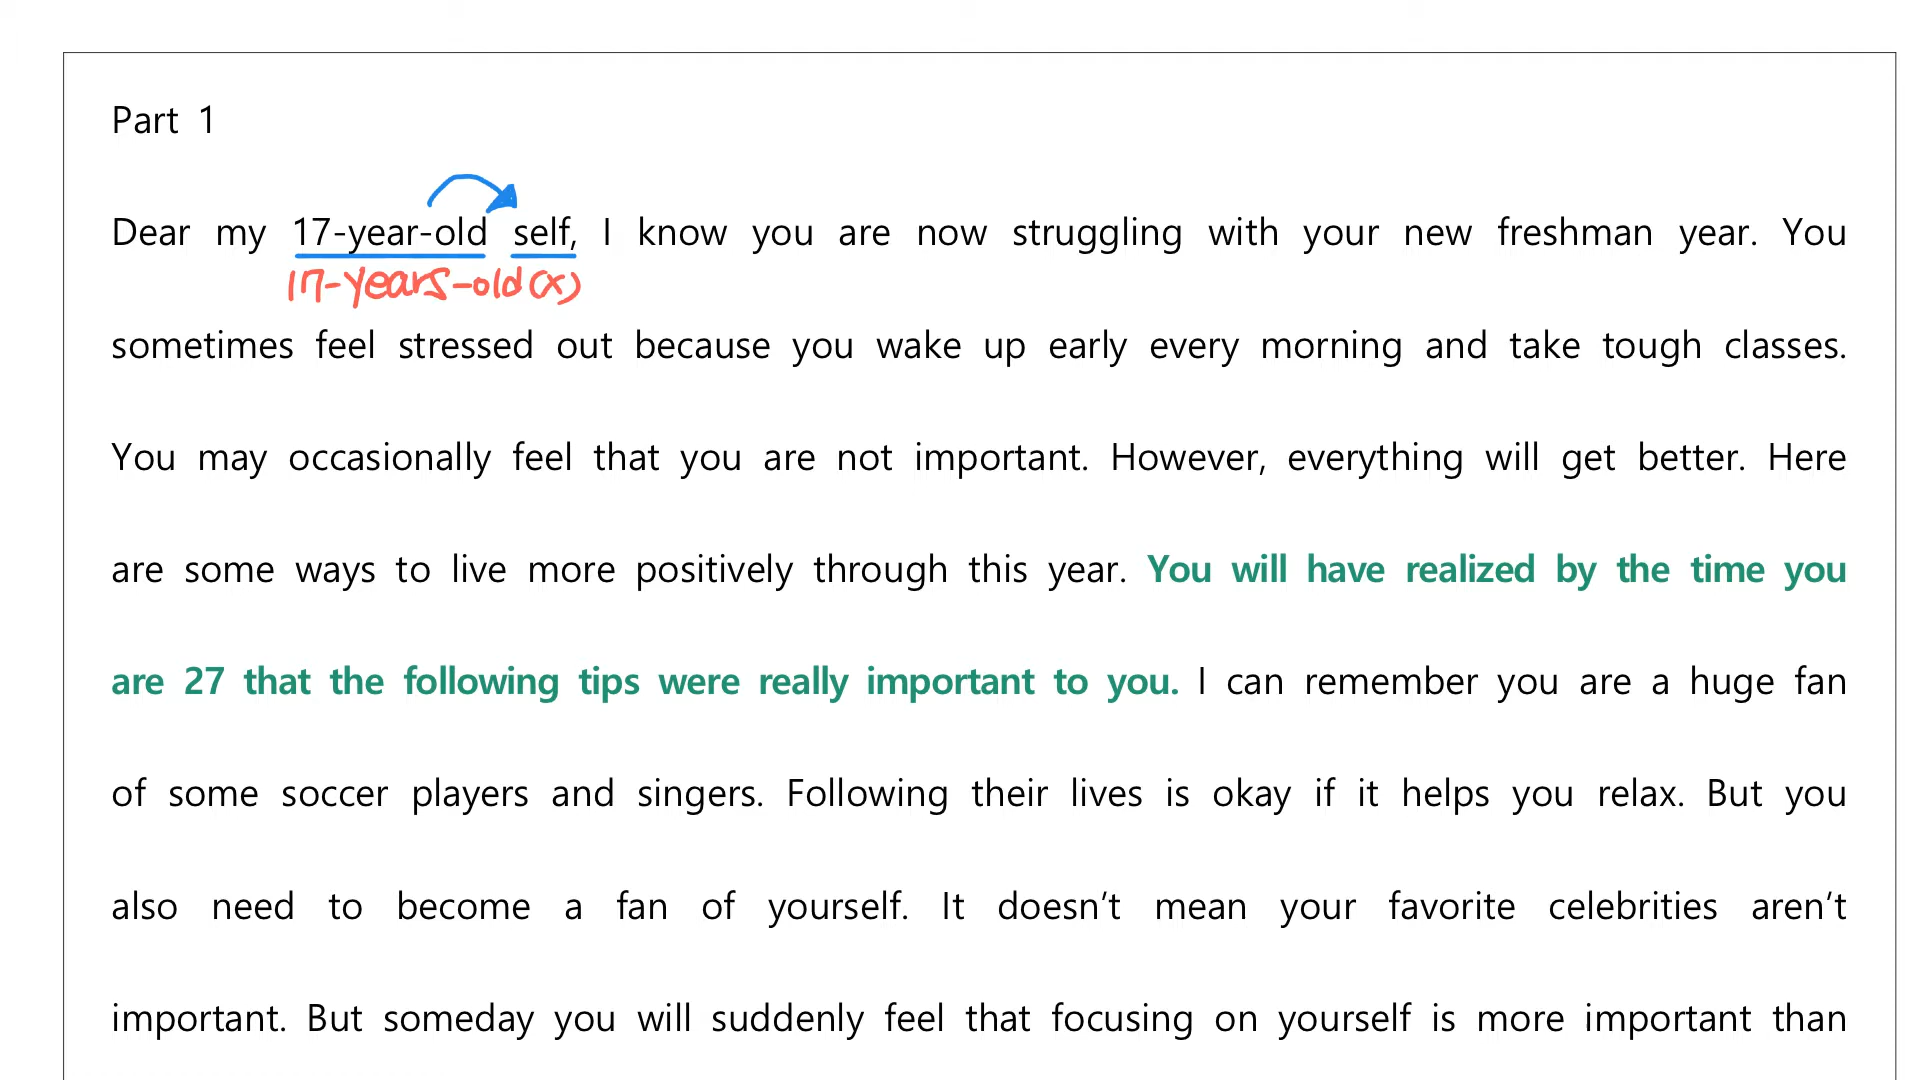 Part 1
Dear my 17-year-old self, I know you are now struggling with your new freshman year. You
17-years-old(x)
sometimes feel stressed out because you wake up early every morning and take tough classes.
You may occasionally feel that you are not important. However, everything will get better. Here
are some ways to live more positively through this year. You will have realized by the time you
are 27 that the following tips were really important to you. I can remember you are a huge fan
of some soccer players and singers. Following their lives is okay if it helps you relax. But you
also need to become a fan of yourself. It doesn’t mean your favorite celebrities aren’t
important. But someday you will suddenly feel that focusing on yourself is more important than